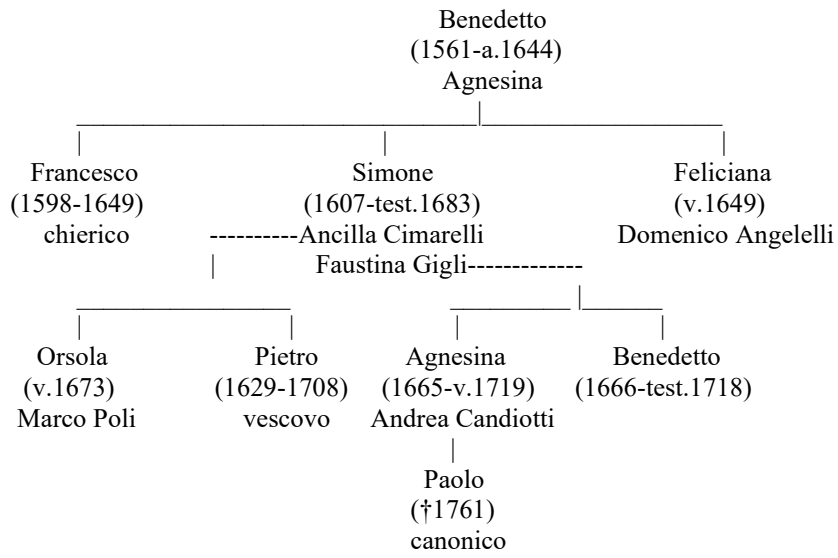 Benedetto
(1561-a.1644)
Agnesina
Francesco Simone Feliciana
(1598-1649) (1607-test.1683) (v.1649)
chierico ----------Ancilla Cimarelli Domenico Angelelli
Faustina Gigli-------------
Orsola Pietro Agnesina Benedetto
(v.1673) (1629-1708) (1665-v.1719) (1666-test.1718)
Marco Poli vescovo Andrea Candiotti
Paolo
(†1761)
canonico